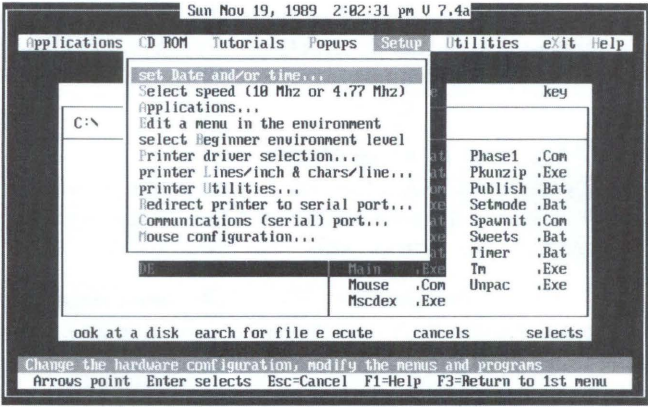 Sun Nov 19, 1989 2:02:31 pm V 7.4a
Applications CD ROM Tutorials Popups Setup Utilities eXit Help
set Date and/or time...
Select speed (10 Mhz or 4.77 Mhz)
Applications...
Edit a menu in the environment
select Beginner environment level
Printer driver selection...
printer Lines/inch & chars/line...
printer Utilities...
Redirect printer to serial port...
Communications (serial) port...
Mouse configuration...
key
C:\
Phase1 .Com
Pkunzip .Exe
Publish .Bat
Setmode .Bat
Spawnit .Com
Sweets .Bat
Timer .Bat
DE Main .Exe Tm .Exe
Mouse .Com Unpac .Exe
Mscdex .Exe
ook at a disk earch for file e ecute cancels selects
Change the hardware configuration, modify the menus and programs
Arrows point Enter selects Esc=Cancel F1=Help F3=Return to 1st menu